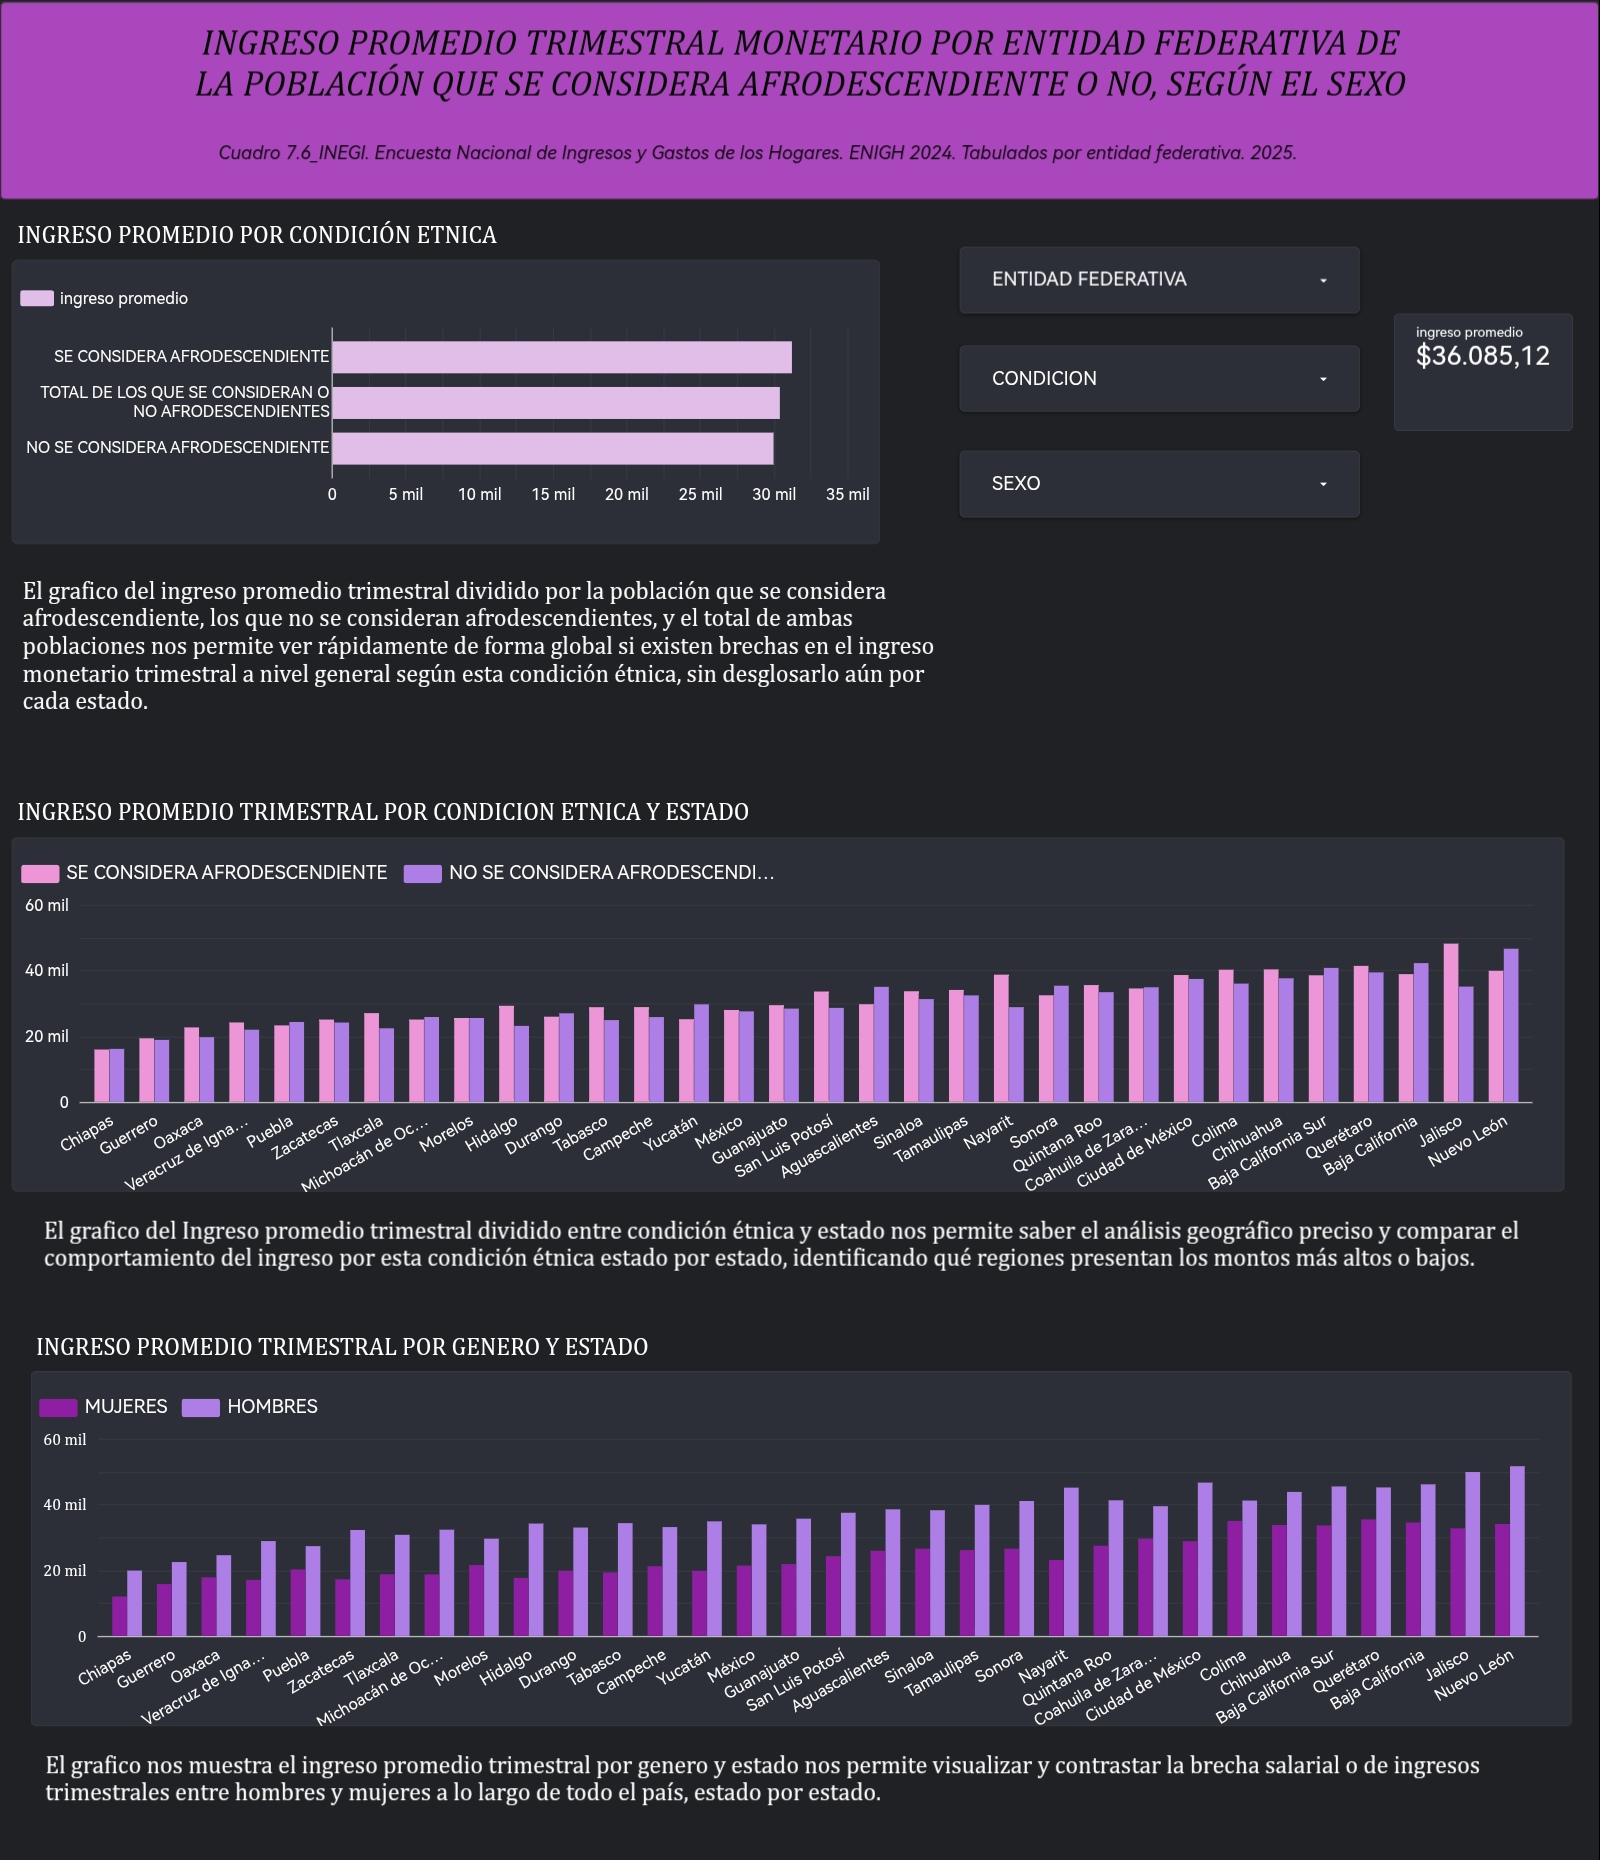 INGRESO PROMEDIO TRIMESTRAL MONETARIO POR ENTIDAD FEDERATIVA DE
LA POBLACIÓN QUE SE CONSIDERA AFRODESCENDIENTE O NO, SEGÚN EL SEXO
Cuadro 7.6_INEGI. Encuesta Nacional de Ingresos y Gastos de los Hogares. ENIGH 2024. Tabulados por entidad federativa. 2025.
INGRESO PROMEDIO POR CONDICIÓN ETNICA
ingreso promedio
SE CONSIDERA AFRODESCENDIENTE
TOTAL DE LOS QUE SE CONSIDERAN O
NO AFRODESCENDIENTES
NO SE CONSIDERA AFRODESCENDIENTE
0 5 mil 10 mil 15 mil 20 mil 25 mil 30 mil 35 mil
ENTIDAD FEDERATIVA
CONDICION
SEXO
ingreso promedio
$36.085,12
El grafico del ingreso promedio trimestral dividido por la población que se considera
afrodescendiente, los que no se consideran afrodescendientes, y el total de ambas
poblaciones nos permite ver rápidamente de forma global si existen brechas en el ingreso
monetario trimestral a nivel general según esta condición étnica, sin desglosarlo aún por
cada estado.
INGRESO PROMEDIO TRIMESTRAL POR CONDICION ETNICA Y ESTADO
SE CONSIDERA AFRODESCENDIENTE NO SE CONSIDERA AFRODESCENDI...
60 mil
40 mil
20 mil
0
Chiapas Guerrero Oaxaca Veracruz de Igna... Puebla Zacatecas Tlaxcala Michoacán de Oc... Morelos Hidalgo Durango Tabasco Campeche Yucatán México Guanajuato San Luis Potosí Aguascalientes Sinaloa Tamaulipas Nayarit Sonora Quintana Roo Coahuila de Zara... Ciudad de México Colima Chihuahua Baja California Sur Querétaro Baja California Jalisco Nuevo León
El grafico del Ingreso promedio trimestral dividido entre condición étnica y estado nos permite saber el análisis geográfico preciso y comparar el
comportamiento del ingreso por esta condición étnica estado por estado, identificando qué regiones presentan los montos más altos o bajos.
INGRESO PROMEDIO TRIMESTRAL POR GENERO Y ESTADO
MUJERES HOMBRES
60 mil
40 mil
20 mil
0
Chiapas Guerrero Oaxaca Veracruz de Igna... Puebla Zacatecas Tlaxcala Michoacán de Oc... Morelos Hidalgo Durango Tabasco Campeche Yucatán México Guanajuato San Luis Potosí Aguascalientes Sinaloa Tamaulipas Sonora Nayarit Quintana Roo Coahuila de Zara... Ciudad de México Colima Chihuahua Baja California Sur Querétaro Baja California Jalisco Nuevo León
El grafico nos muestra el ingreso promedio trimestral por genero y estado nos permite visualizar y contrastar la brecha salarial o de ingresos
trimestrales entre hombres y mujeres a lo largo de todo el país, estado por estado.